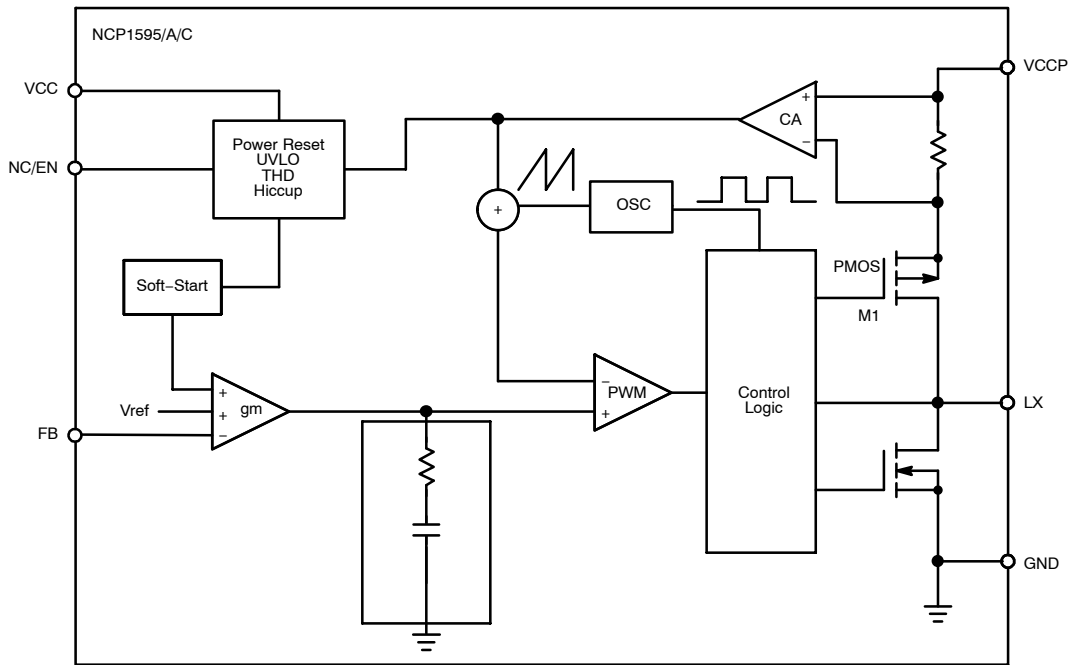 NCP1595/A/C
VCC
VCCP
NC/EN
Power Reset
UVLO
THD
Hiccup
+
CA
−
+
OSC
Soft−Start
PMOS
M1
+
Vref
+
gm
−
FB
−
PWM
+
Control
Logic
LX
GND